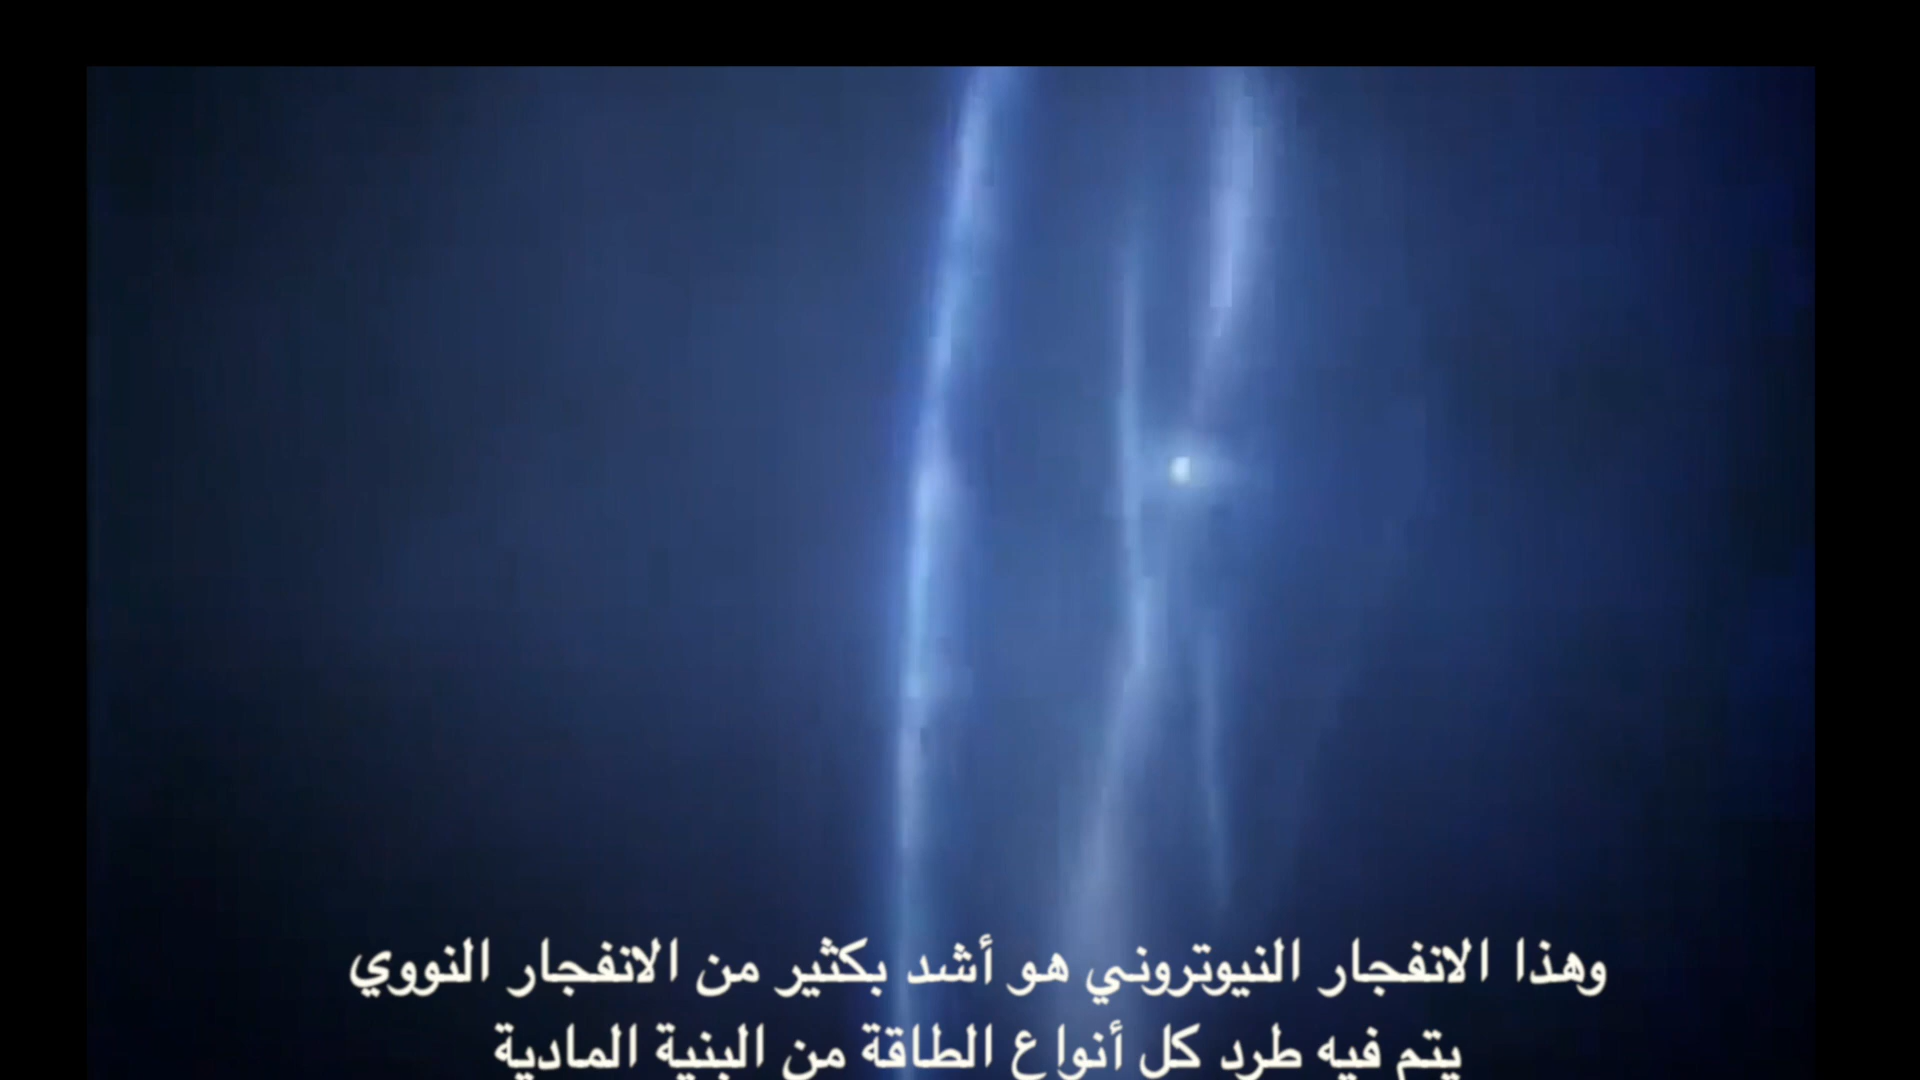 وهذا الانفجار النيوتروني هو أشد بكثير من الانفجار النووي
يتم فيه طرد كل أنواع الطاقة من البنية المادية